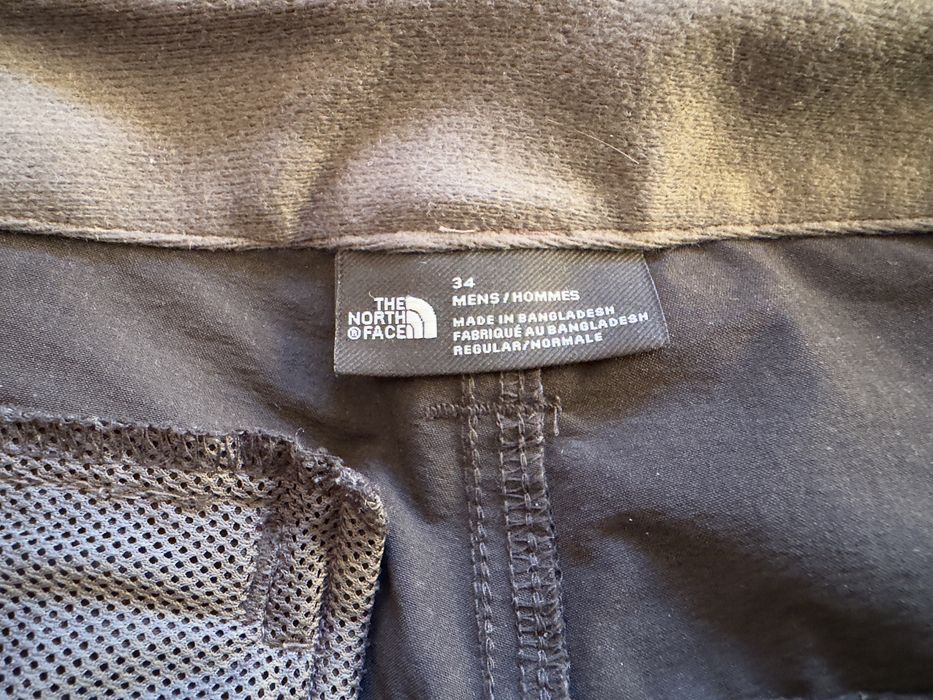 THE
NORTH
®FACE
34
MENS/HOMMES
MADE IN BANGLADESH
FABRIQUÉ AU BANGLADESH
REGULAR/NORMALE